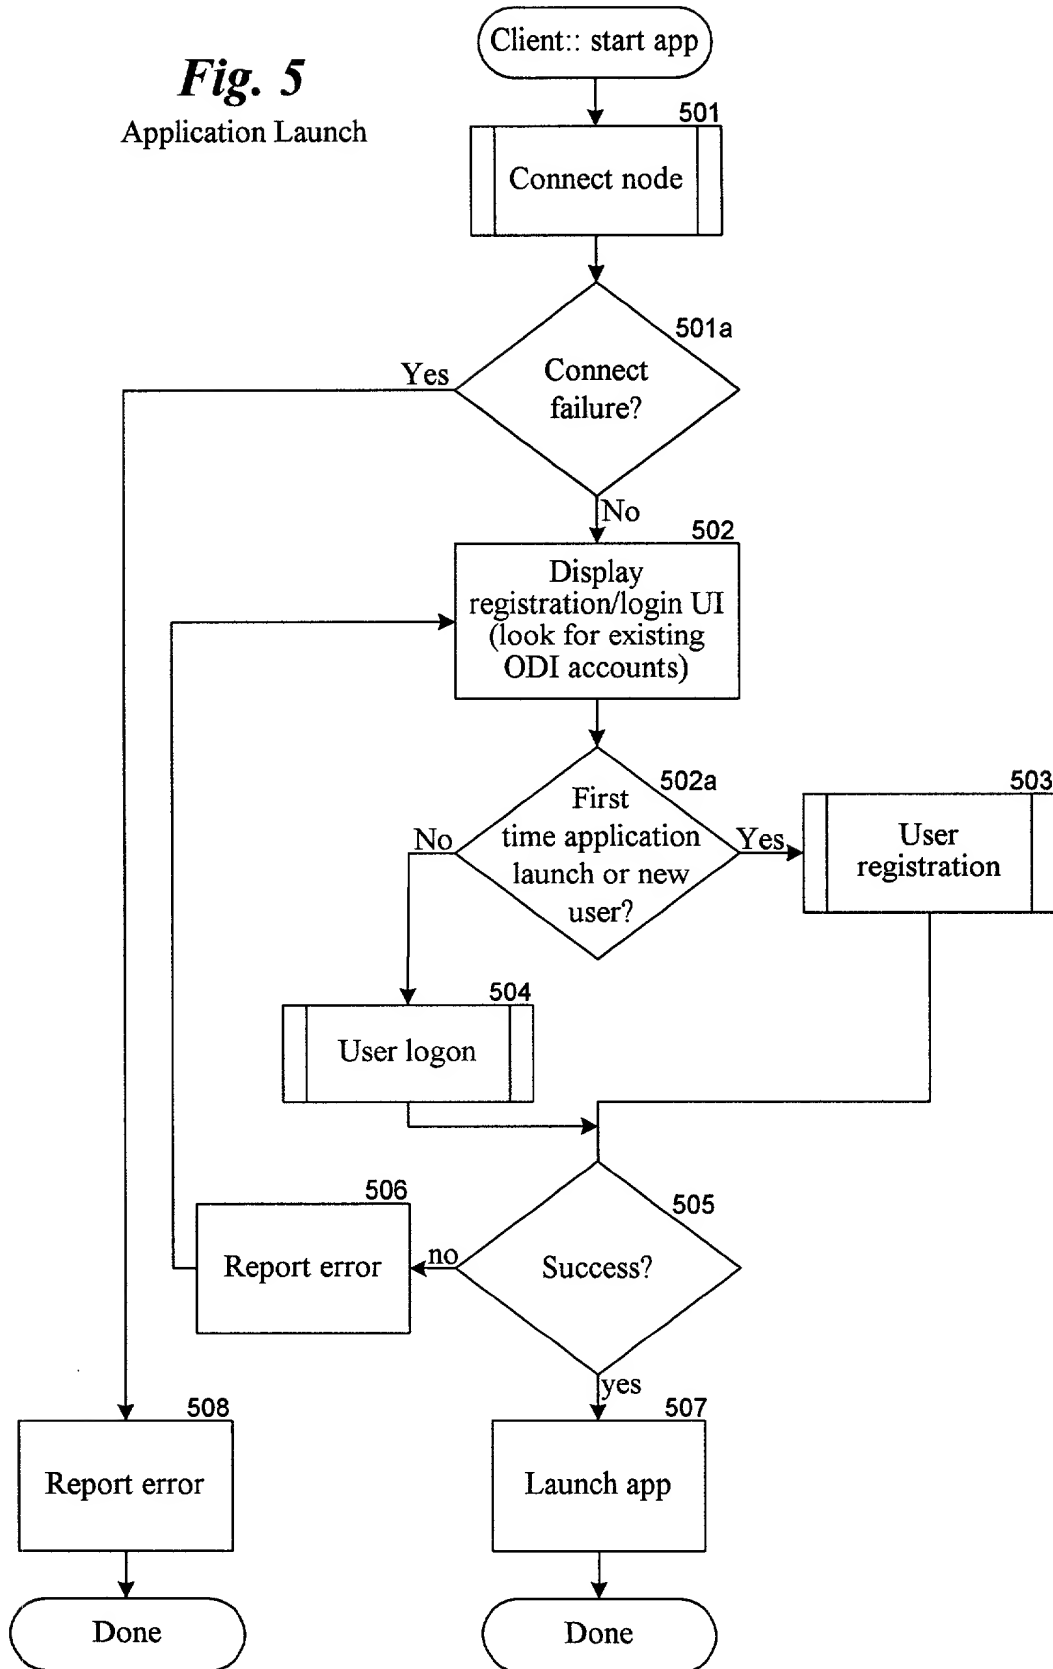 Client:: start app
Fig. 5
Application Launch
501
Connect node
501a
Connect
failure?
Yes
No
502
Display
registration/login UI
(look for existing
ODI accounts)
502a
First
time application
launch or new
user?
No
Yes
503
User
registration
504
User logon
505
Success?
no
506
Report error
yes
508
Report error
507
Launch app
Done
Done